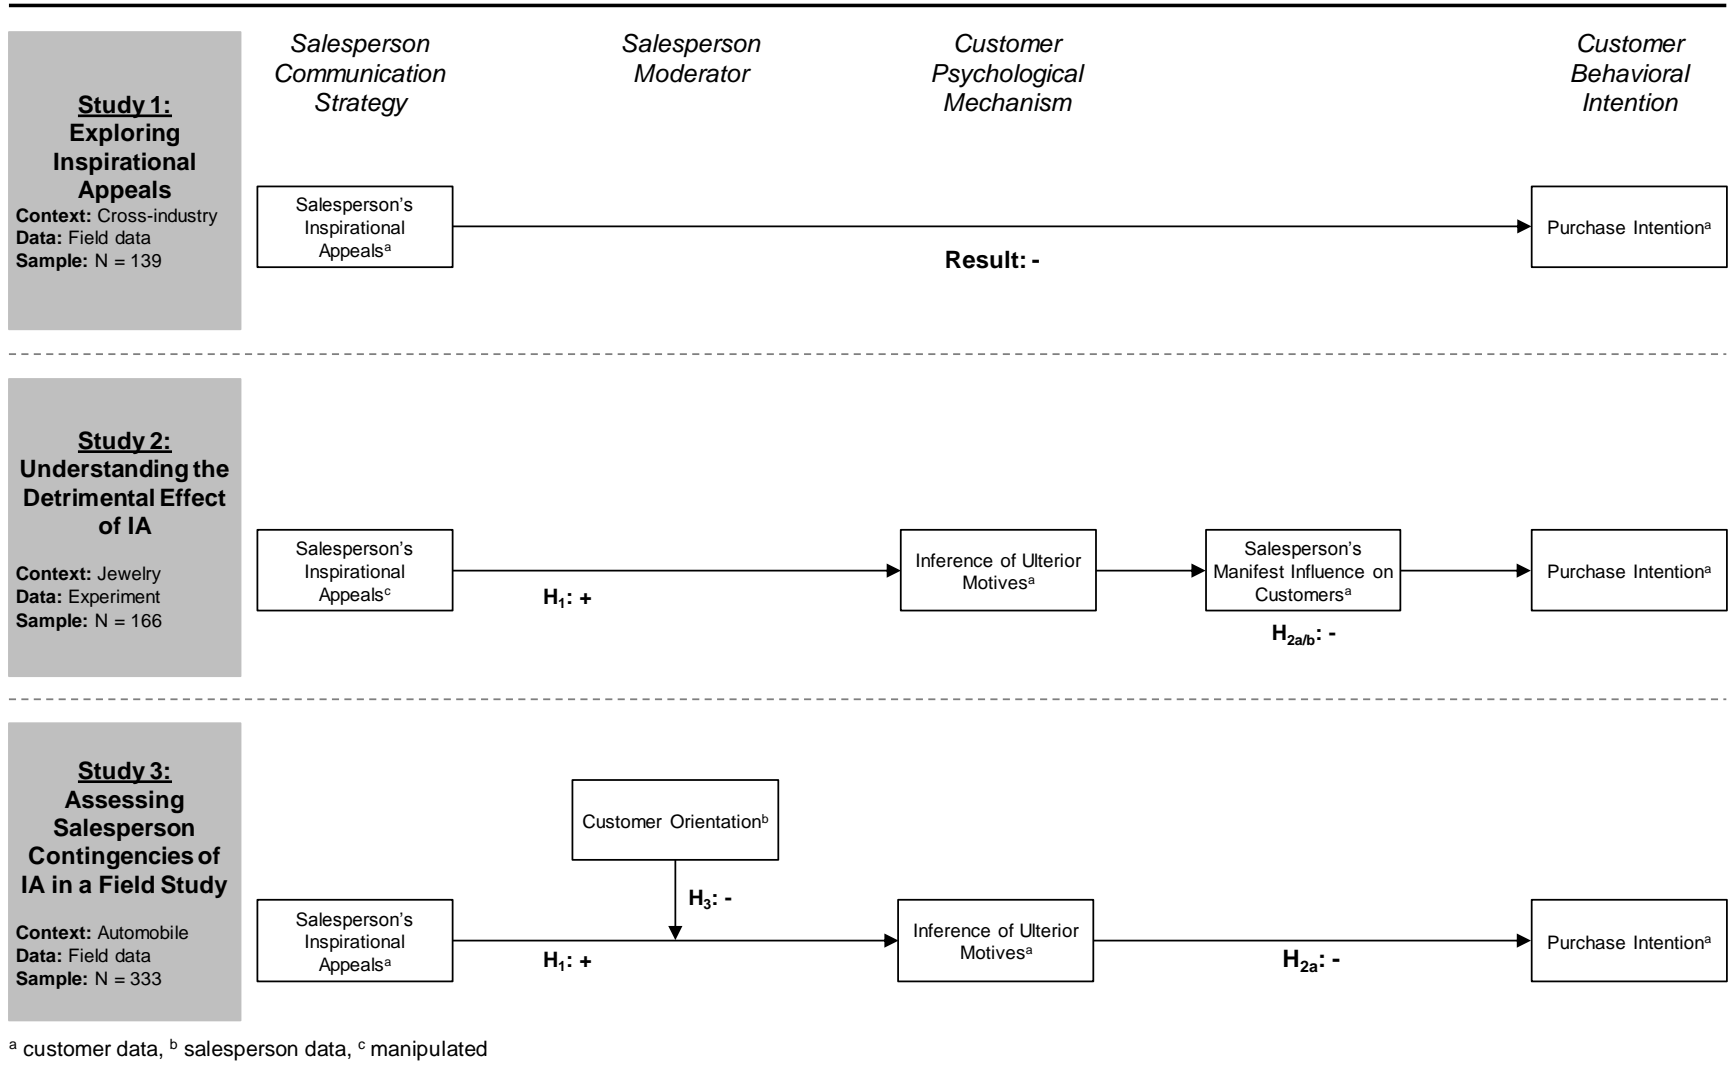 Salesperson
Communication
Strategy
Salesperson
Moderator
Customer
Psychological
Mechanism
Customer
Behavioral
Intention
Study 1:
Exploring
Inspirational
Appeals
Context: Cross-industry
Data: Field data
Sample: N = 139
Salesperson’s
Inspirational
Appealsᵃ
Result: -
Purchase Intentionᵃ
Study 2:
Understanding the
Detrimental Effect
of IA
Context: Jewelry
Data: Experiment
Sample: N = 166
Salesperson’s
Inspirational
Appealsᶜ
H₁: +
Inference of Ulterior
Motivesᵃ
Salesperson’s
Manifest Influence on
Customersᵃ
H2a/b: -
Purchase Intentionᵃ
Study 3:
Assessing
Salesperson
Contingencies of
IA in a Field Study
Context: Automobile
Data: Field data
Sample: N = 333
Customer Orientationᵇ
H₃: -
Salesperson’s
Inspirational
Appealsᵃ
H₁: +
Inference of Ulterior
Motivesᵃ
H2a: -
Purchase Intentionᵃ
ᵃ customer data, ᵇ salesperson data, ᶜ manipulated